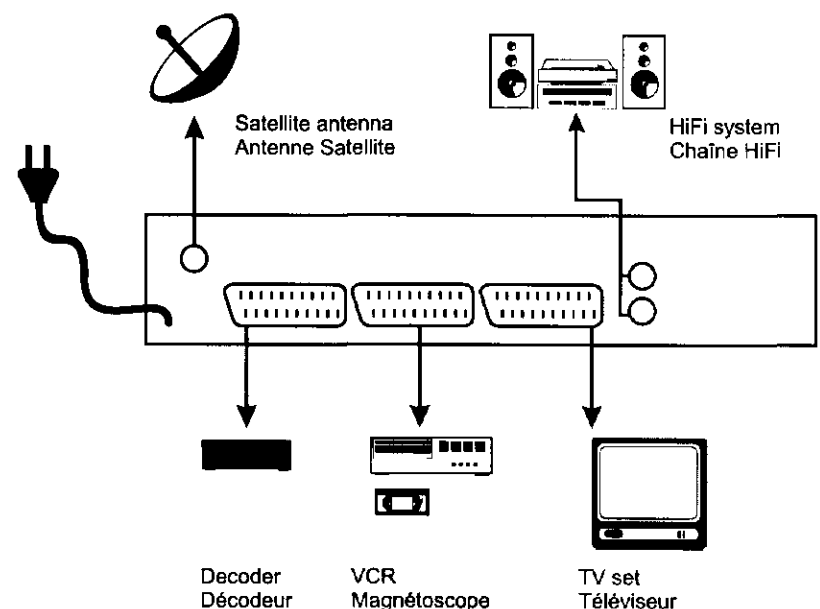 Satellite antenna
Antenne Satellite
HiFi system
Chaîne HiFi
Decoder
Décodeur
VCR
Magnétoscope
TV set
Téléviseur